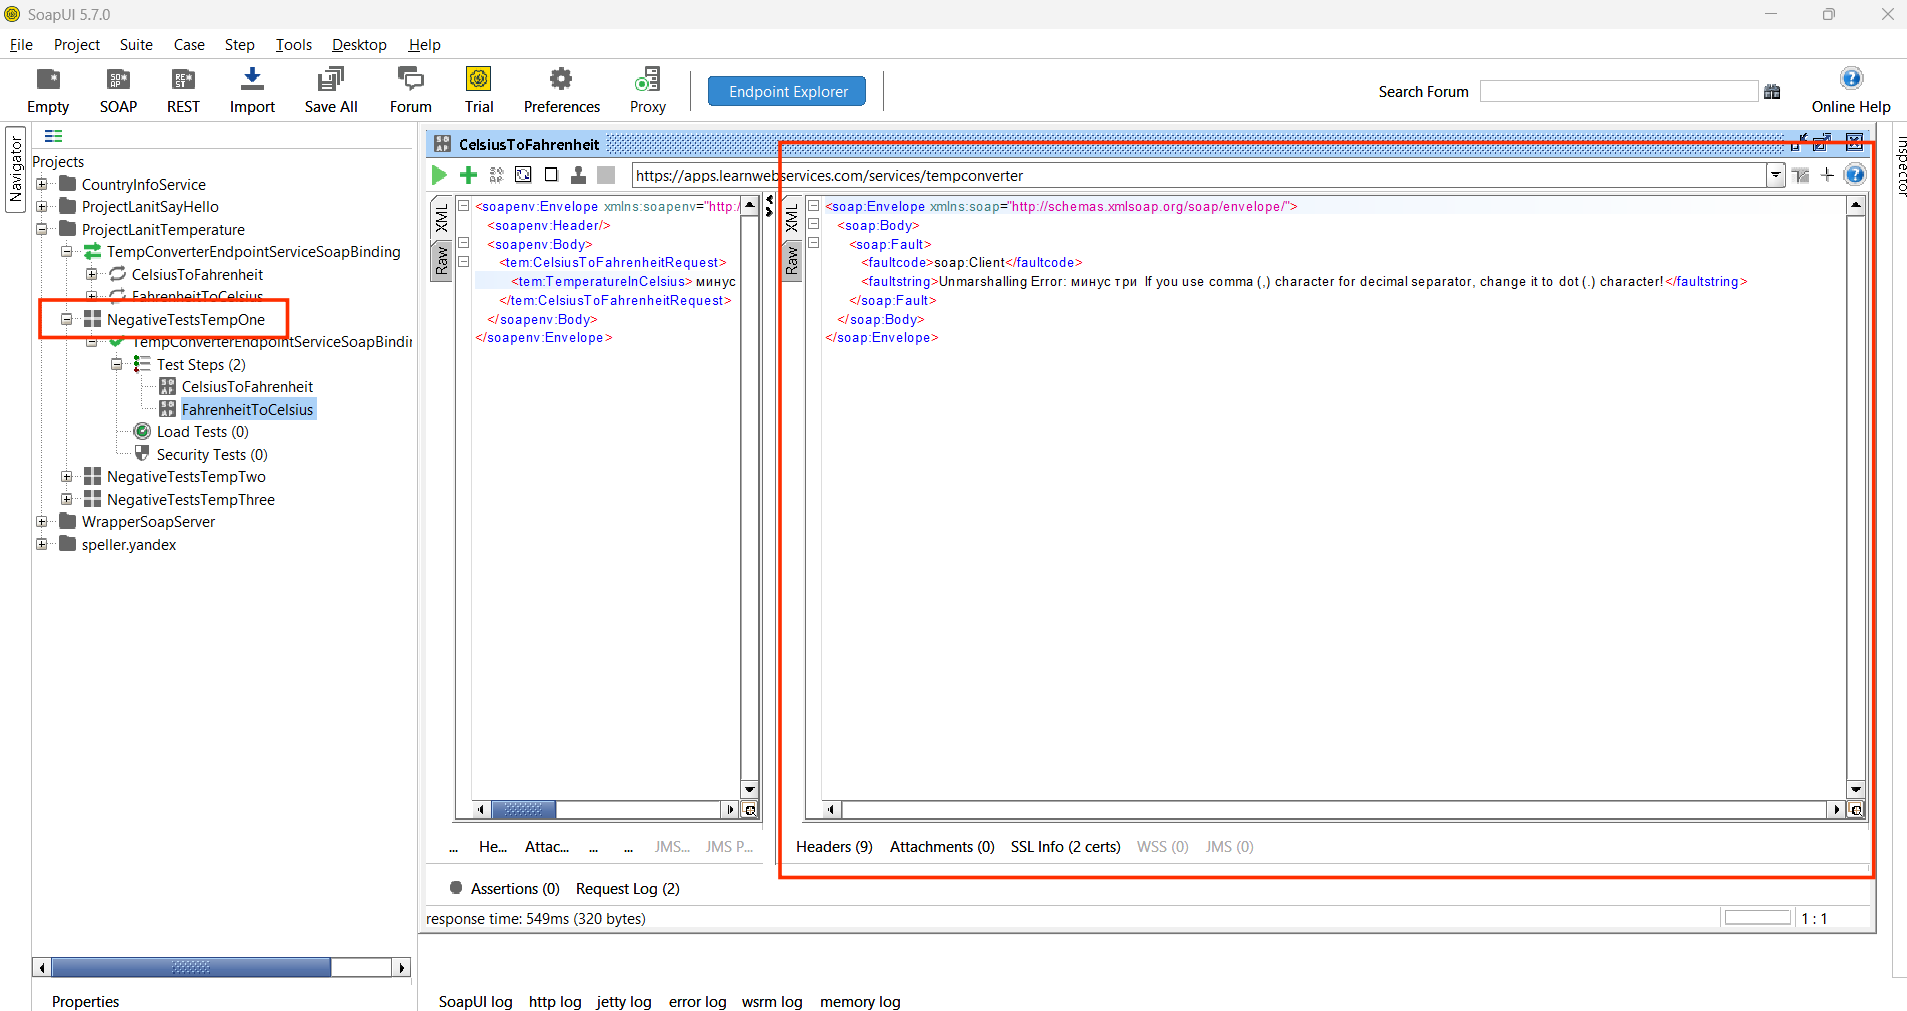 SoapUI 5.7.0
File Project Suite Case Step Tools Desktop Help
Empty SOAP REST Import Save All Forum Trial Preferences Proxy Endpoint Explorer Search Forum Online Help
Navigator
Projects
CountryInfoService
ProjectLanitSayHello
ProjectLanitTemperature
TempConverterEndpointServiceSoapBinding
CelsiusToFahrenheit
FahrenheitToCelsius
NegativeTestsTempOne
TempConverterEndpointServiceSoapBindin
Test Steps (2)
CelsiusToFahrenheit
FahrenheitToCelsius
Load Tests (0)
Security Tests (0)
NegativeTestsTempTwo
NegativeTestsTempThree
WrapperSoapServer
speller.yandex
Properties
CelsiusToFahrenheit
https://apps.learnwebservices.com/services/tempconverter
XML
Raw
<soapenv:Envelope xmlns:soapenv="http:/
<soapenv:Header/>
<soapenv:Body>
<tem:CelsiusToFahrenheitRequest>
<tem:TemperatureInCelsius> минус
</tem:CelsiusToFahrenheitRequest>
</soapenv:Body>
</soapenv:Envelope>
... He... Attac... ... ... JMS... JMS P...
XML
Raw
<soap:Envelope xmlns:soap="http://schemas.xmlsoap.org/soap/envelope/">
<soap:Body>
<soap:Fault>
<faultcode>soap:Client</faultcode>
<faultstring>Unmarshalling Error: минус три If you use comma (,) character for decimal separator, change it to dot (.) character!</faultstring>
</soap:Fault>
</soap:Body>
</soap:Envelope>
Headers (9) Attachments (0) SSL Info (2 certs) WSS (0) JMS (0)
Assertions (0) Request Log (2)
response time: 549ms (320 bytes)
1 : 1
SoapUI log http log jetty log error log wsrm log memory log
Inspector